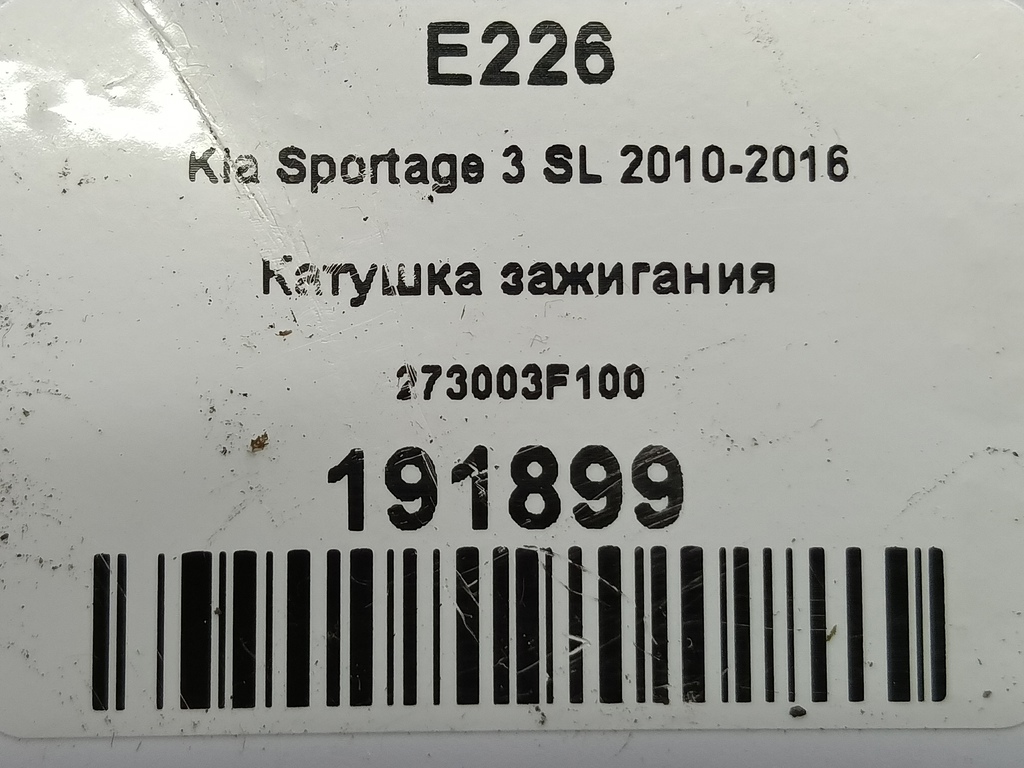 E226
Kia Sportage 3 SL 2010-2016
Катушка зажигания
273003F100
191899